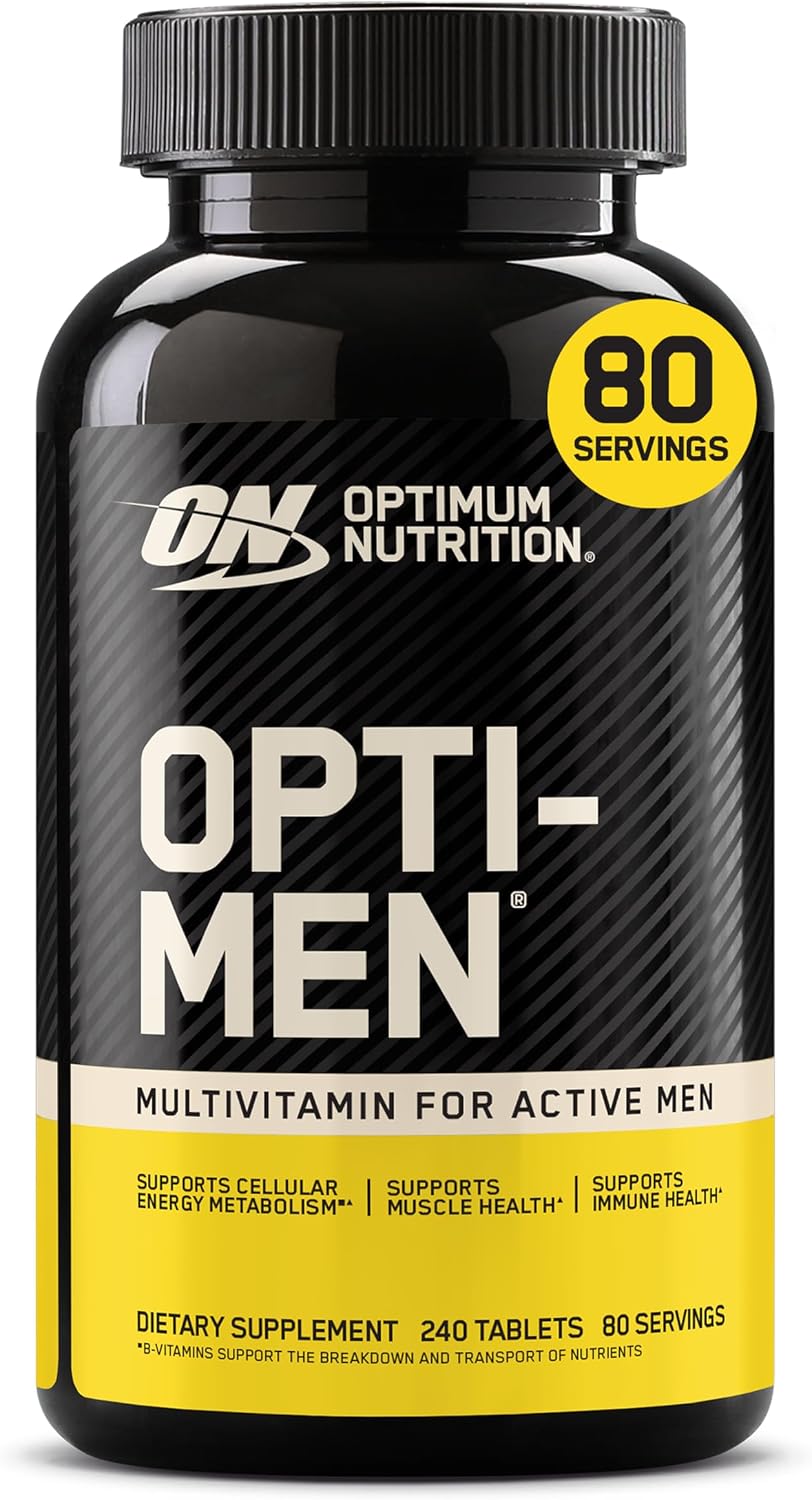 80
SERVINGS
ON
OPTIMUM
NUTRITION®
OPTI-
MEN®
MULTIVITAMIN FOR ACTIVE MEN
SUPPORTS CELLULAR
ENERGY METABOLISM■▲
SUPPORTS
MUSCLE HEALTH▲
SUPPORTS
IMMUNE HEALTH▲
DIETARY SUPPLEMENT 240 TABLETS 80 SERVINGS
■B-VITAMINS SUPPORT THE BREAKDOWN AND TRANSPORT OF NUTRIENTS